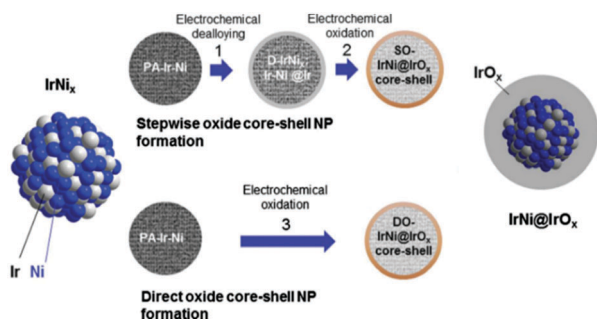 IrNiₓ
Ir Ni
Electrochemical
dealloying
1
Electrochemical
oxidation
2
PA-Ir-Ni
D-IrNiₓ,
Ir-Ni @Ir
SO-
IrNi@IrOₓ
core-shell
Stepwise oxide core-shell NP
formation
Electrochemical
oxidation
3
PA-Ir-Ni
DO-
IrNi@IrOₓ
core-shell
Direct oxide core-shell NP
formation
IrOₓ
IrNi@IrOₓ